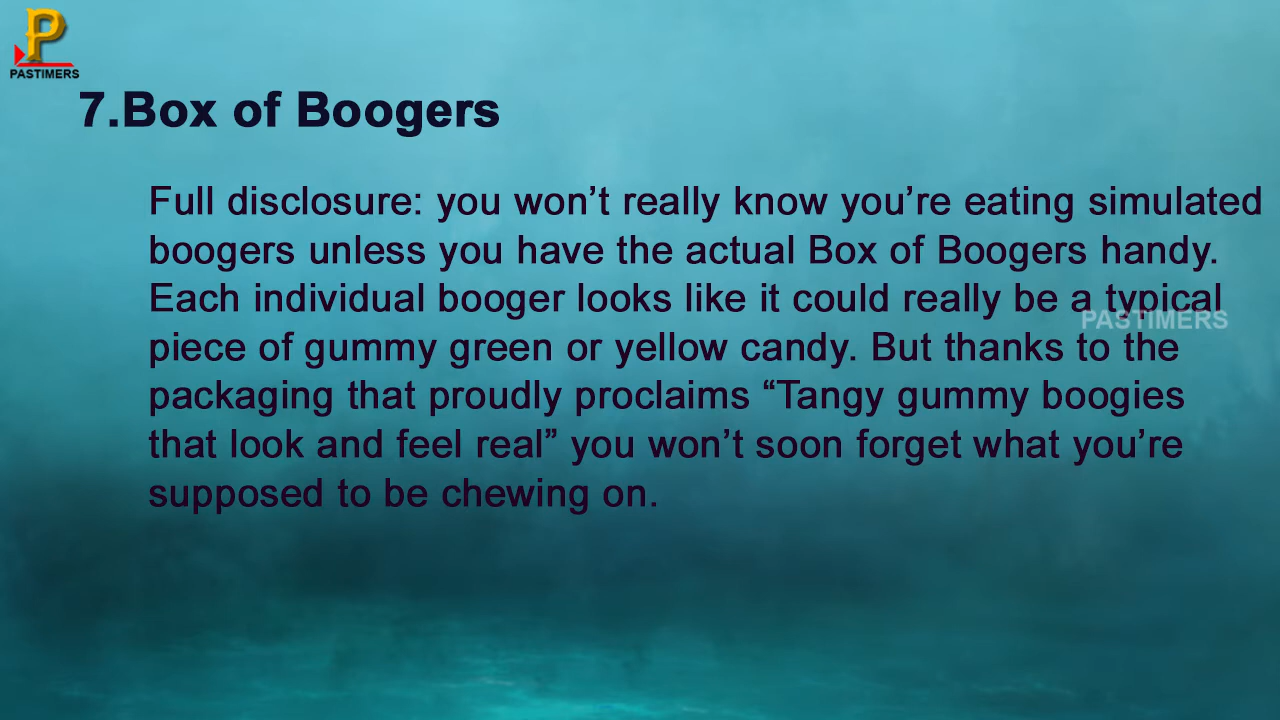 P
PASTIMERS
7.Box of Boogers
Full disclosure: you won’t really know you’re eating simulated
boogers unless you have the actual Box of Boogers handy.
Each individual booger looks like it could really be a typical
PASTIMERS
piece of gummy green or yellow candy. But thanks to the
packaging that proudly proclaims “Tangy gummy boogies
that look and feel real” you won’t soon forget what you’re
supposed to be chewing on.